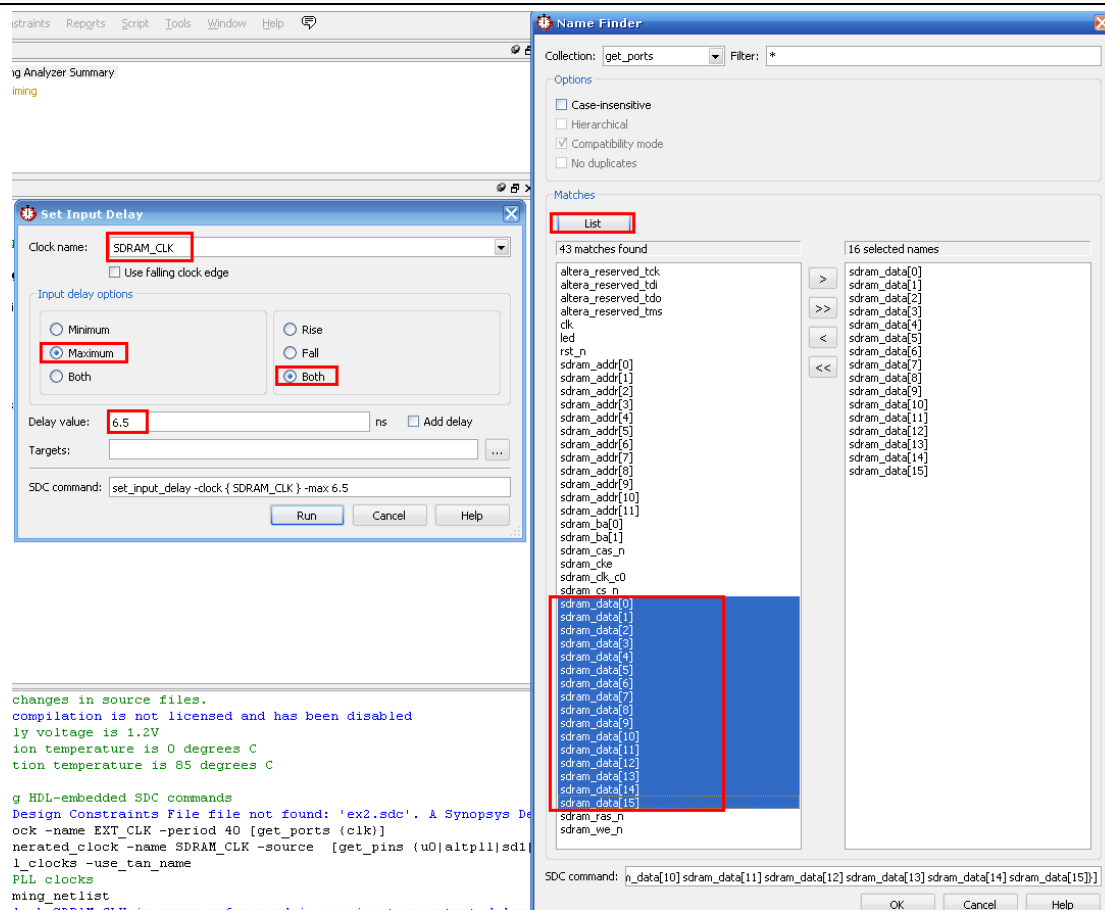 straints Reports Script Tools Window Help
ng Analyzer Summary
iming
Set Input Delay
Clock name: SDRAM_CLK
Use falling clock edge
Input delay options
Minimum
Rise
Maximum
Fall
Both
Both
Delay value: 6.5 ns Add delay
Targets: ...
SDC command: set_input_delay -clock { SDRAM_CLK } -max 6.5
Run Cancel Help
changes in source files.
compilation is not licensed and has been disabled
ly voltage is 1.2V
ion temperature is 0 degrees C
tion temperature is 85 degrees C
g HDL-embedded SDC commands
Design Constraints File file not found: 'ex2.sdc'. A Synopsys De
ock -name EXT_CLK -period 40 [get_ports {clk}]
nerated_clock -name SDRAM_CLK -source [get_pins {u0|altpll|sd1|
l_clocks -use_tan_name
PLL clocks
ming_netlist
Name Finder
Collection: get_ports Filter: *
Options
Case-insensitive
Hierarchical
Compatibility mode
No duplicates
Matches
List
43 matches found
altera_reserved_tck
altera_reserved_tdi
altera_reserved_tdo
altera_reserved_tms
clk
led
rst_n
sdram_addr[0]
sdram_addr[1]
sdram_addr[2]
sdram_addr[3]
sdram_addr[4]
sdram_addr[5]
sdram_addr[6]
sdram_addr[7]
sdram_addr[8]
sdram_addr[9]
sdram_addr[10]
sdram_addr[11]
sdram_ba[0]
sdram_ba[1]
sdram_cas_n
sdram_cke
sdram_clk_c0
sdram_cs_n
sdram_data[0]
sdram_data[1]
sdram_data[2]
sdram_data[3]
sdram_data[4]
sdram_data[5]
sdram_data[6]
sdram_data[7]
sdram_data[8]
sdram_data[9]
sdram_data[10]
sdram_data[11]
sdram_data[12]
sdram_data[13]
sdram_data[14]
sdram_data[15]
sdram_ras_n
sdram_we_n
>
>>
<
<<
16 selected names
sdram_data[0]
sdram_data[1]
sdram_data[2]
sdram_data[3]
sdram_data[4]
sdram_data[5]
sdram_data[6]
sdram_data[7]
sdram_data[8]
sdram_data[9]
sdram_data[10]
sdram_data[11]
sdram_data[12]
sdram_data[13]
sdram_data[14]
sdram_data[15]
SDC command: n_data[10] sdram_data[11] sdram_data[12] sdram_data[13] sdram_data[14] sdram_data[15]}]
OK Cancel Help